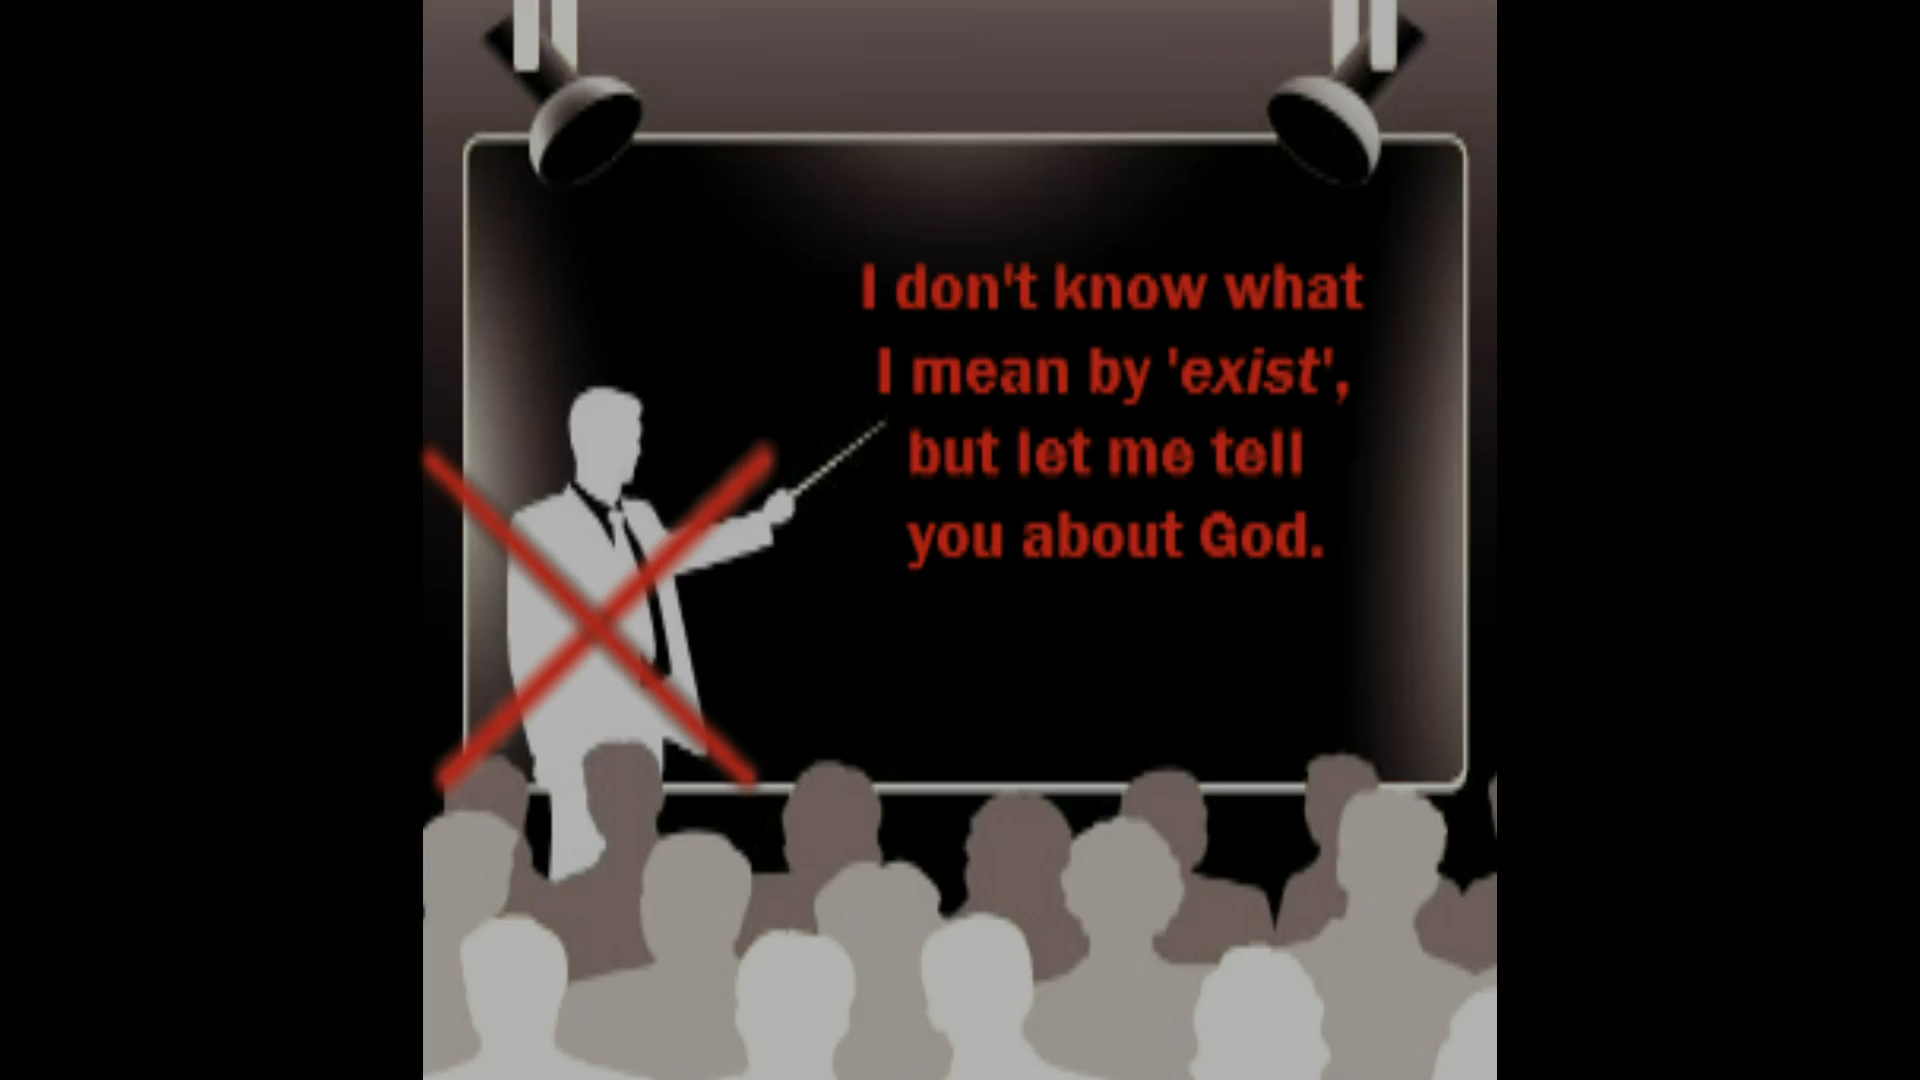 I don't know what
I mean by 'exist',
but let me tell
you about God.